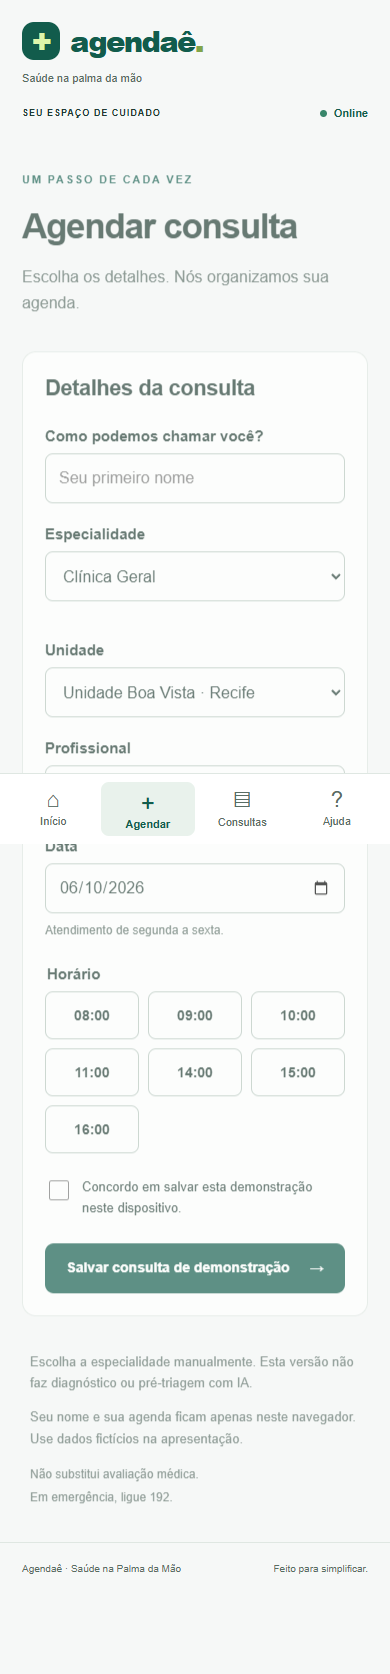 agendaê.
Saúde na palma da mão
SEU ESPAÇO DE CUIDADO
Online
UM PASSO DE CADA VEZ
Agendar consulta
Escolha os detalhes. Nós organizamos sua
agenda.
Detalhes da consulta
Como podemos chamar você?
Seu primeiro nome
Especialidade
Clínica Geral
Unidade
Unidade Boa Vista · Recife
Profissional
Início
Agendar
Consultas
Ajuda
Data
06/10/2026
Atendimento de segunda a sexta.
Horário
08:00 09:00 10:00
11:00 14:00 15:00
16:00
Concordo em salvar esta demonstração
neste dispositivo.
Salvar consulta de demonstração →
Escolha a especialidade manualmente. Esta versão não
faz diagnóstico ou pré-triagem com IA.
Seu nome e sua agenda ficam apenas neste navegador.
Use dados fictícios na apresentação.
Não substitui avaliação médica.
Em emergência, ligue 192.
Agendaê · Saúde na Palma da Mão
Feito para simplificar.